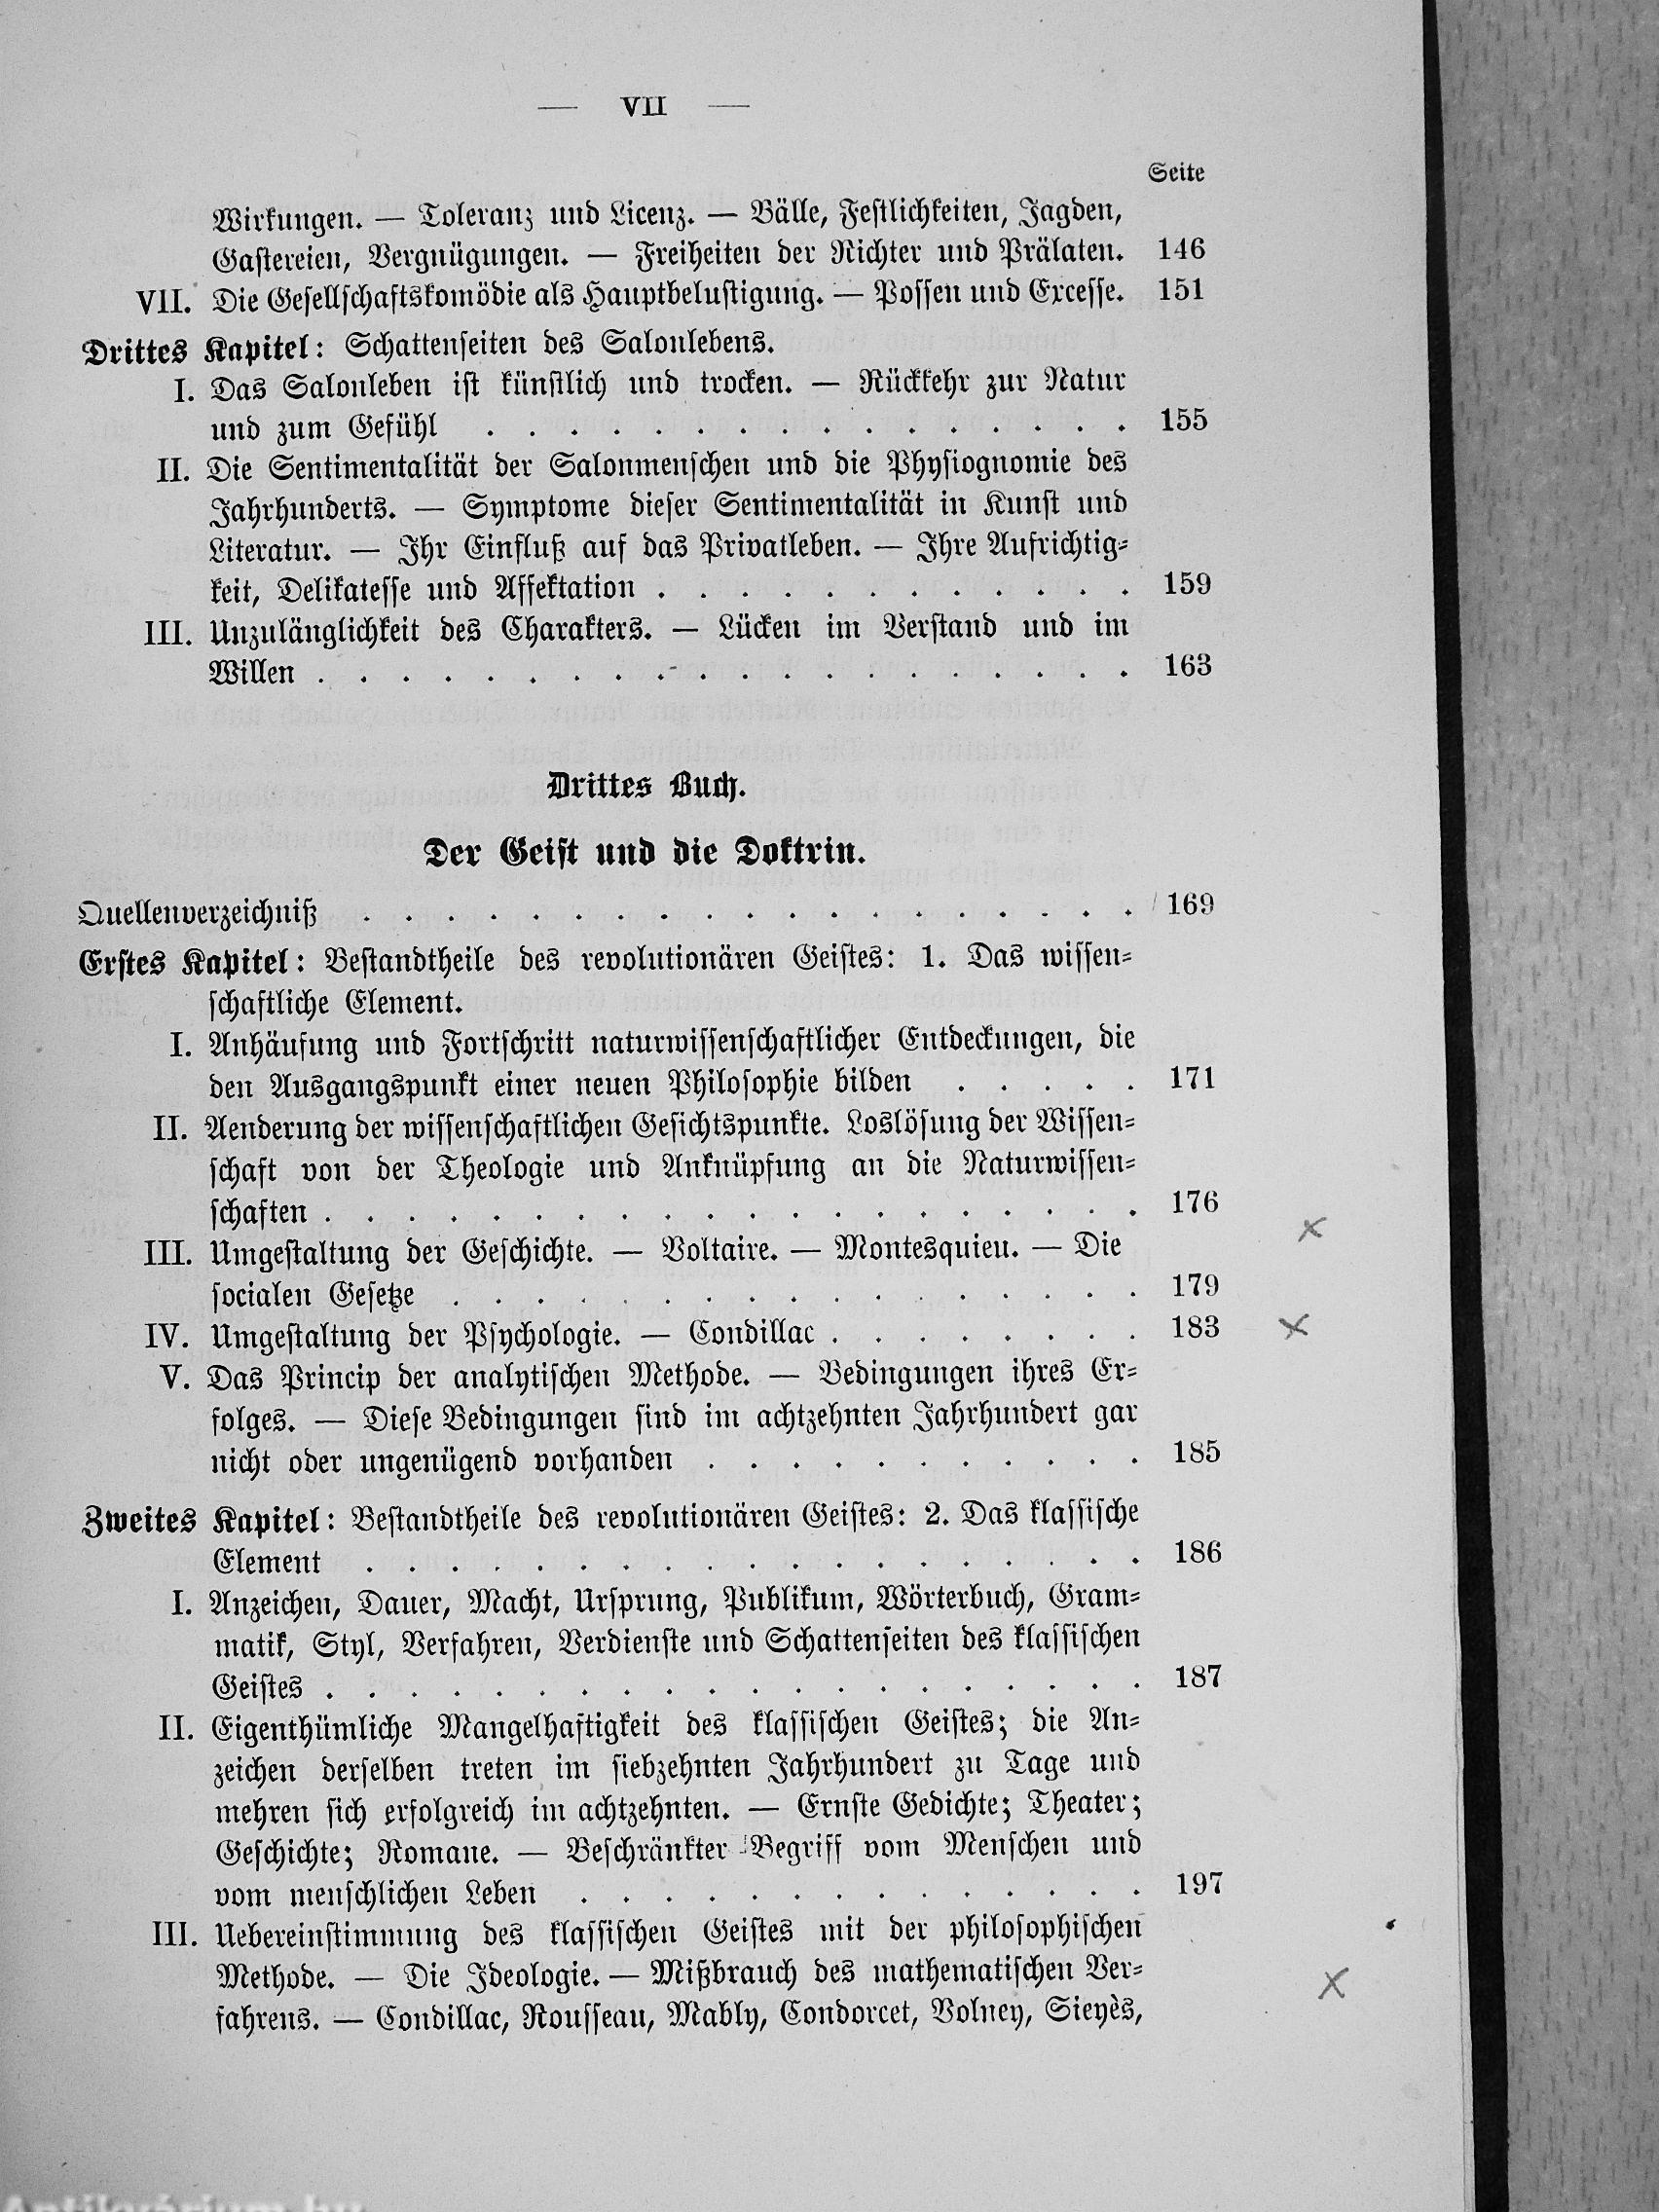 — VII —
Seite
Wirkungen. — Toleranz und Licenz. — Bälle, Festlichkeiten, Jagden,
Gastereien, Vergnügungen. — Freiheiten der Richter und Prälaten. 146
VII. Die Gesellschaftskomödie als Hauptbelustigung. — Possen und Excesse. 151
Drittes Kapitel: Schattenseiten des Salonlebens.
I. Das Salonleben ist künstlich und trocken. — Rückkehr zur Natur
und zum Gefühl . . . . . . . . . . . . . . . . 155
II. Die Sentimentalität der Salonmenschen und die Physiognomie des
Jahrhunderts. — Symptome dieser Sentimentalität in Kunst und
Literatur. — Ihr Einfluß auf das Privatleben. — Ihre Aufrichtig-
keit, Delikatesse und Affektation . . . . . . . . . . . . 159
III. Unzulänglichkeit des Charakters. — Lücken im Verstand und im
Willen . . . . . . . . . . . . . . . . . . . . 163
Drittes Buch.
Der Geist und die Doktrin.
Quellenverzeichniß . . . . . . . . . . . . . . . . . . . 169
Erstes Kapitel: Bestandtheile des revolutionären Geistes: 1. Das wissen-
schaftliche Element.
I. Anhäufung und Fortschritt naturwissenschaftlicher Entdeckungen, die
den Ausgangspunkt einer neuen Philosophie bilden . . . . . 171
II. Aenderung der wissenschaftlichen Gesichtspunkte. Loslösung der Wissen-
schaft von der Theologie und Anknüpfung an die Naturwissen-
schaften . . . . . . . . . . . . . . . . . . . . 176
III. Umgestaltung der Geschichte. — Voltaire. — Montesquieu. — Die
socialen Gesetze . . . . . . . . . . . . . . . . . 179
IV. Umgestaltung der Psychologie. — Condillac . . . . . . . . 183
V. Das Princip der analytischen Methode. — Bedingungen ihres Er-
folges. — Diese Bedingungen sind im achtzehnten Jahrhundert gar
nicht oder ungenügend vorhanden . . . . . . . . . . . 185
Zweites Kapitel: Bestandtheile des revolutionären Geistes: 2. Das klassische
Element . . . . . . . . . . . . . . . . . . . 186
I. Anzeichen, Dauer, Macht, Ursprung, Publikum, Wörterbuch, Gram-
matik, Styl, Verfahren, Verdienste und Schattenseiten des klassischen
Geistes . . . . . . . . . . . . . . . . . . . . 187
II. Eigenthümliche Mangelhaftigkeit des klassischen Geistes; die An-
zeichen derselben treten im siebzehnten Jahrhundert zu Tage und
mehren sich erfolgreich im achtzehnten. — Ernste Gedichte; Theater;
Geschichte; Romane. — Beschränkter Begriff vom Menschen und
vom menschlichen Leben . . . . . . . . . . . . . . 197
III. Uebereinstimmung des klassischen Geistes mit der philosophischen
Methode. — Die Ideologie. — Mißbrauch des mathematischen Ver-
fahrens. — Condillac, Rousseau, Mably, Condorcet, Volney, Sieyès,